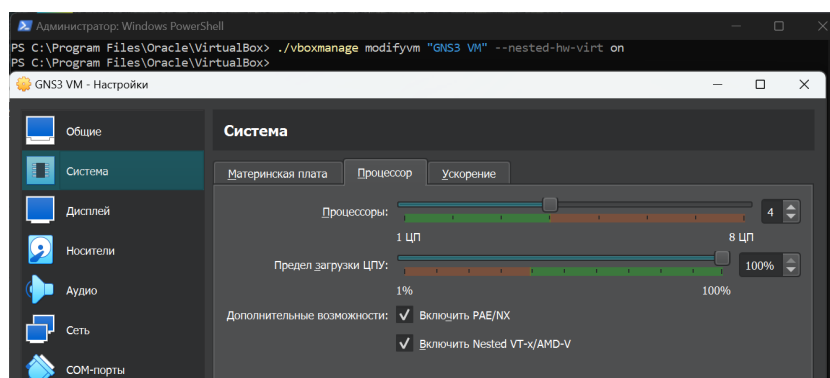 Администратор: Windows PowerShell
PS C:\Program Files\Oracle\VirtualBox> ./vboxmanage modifyvm "GNS3 VM" --nested-hw-virt on
PS C:\Program Files\Oracle\VirtualBox>
GNS3 VM - Настройки
Общие
Система
Дисплей
Носители
Аудио
Сеть
COM-порты
Система
Материнская плата Процессор Ускорение
Процессоры: 4
1 ЦП 8 ЦП
Предел загрузки ЦПУ: 100%
1% 100%
Дополнительные возможности: Включить PAE/NX
Включить Nested VT-x/AMD-V